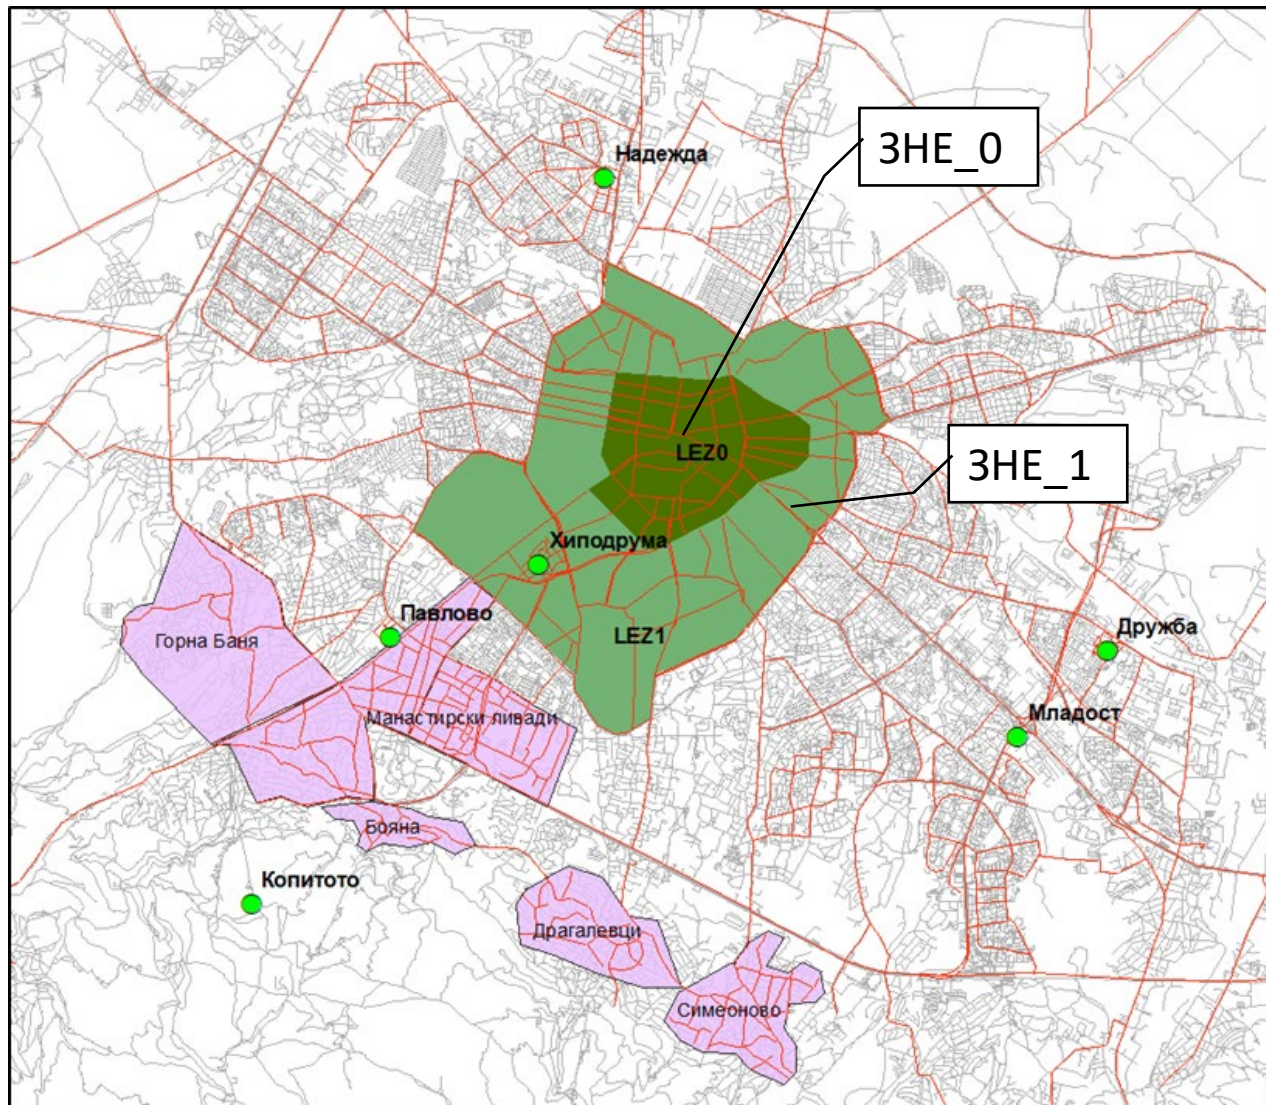 ЗНЕ_0
Надежда
LEZ0
ЗНЕ_1
Хиподрума
Павлово
Дружба
LEZ1
Горна Баня
Младост
Манастирски ливади
Бояна
Копитото
Драгалевци
Симеоново